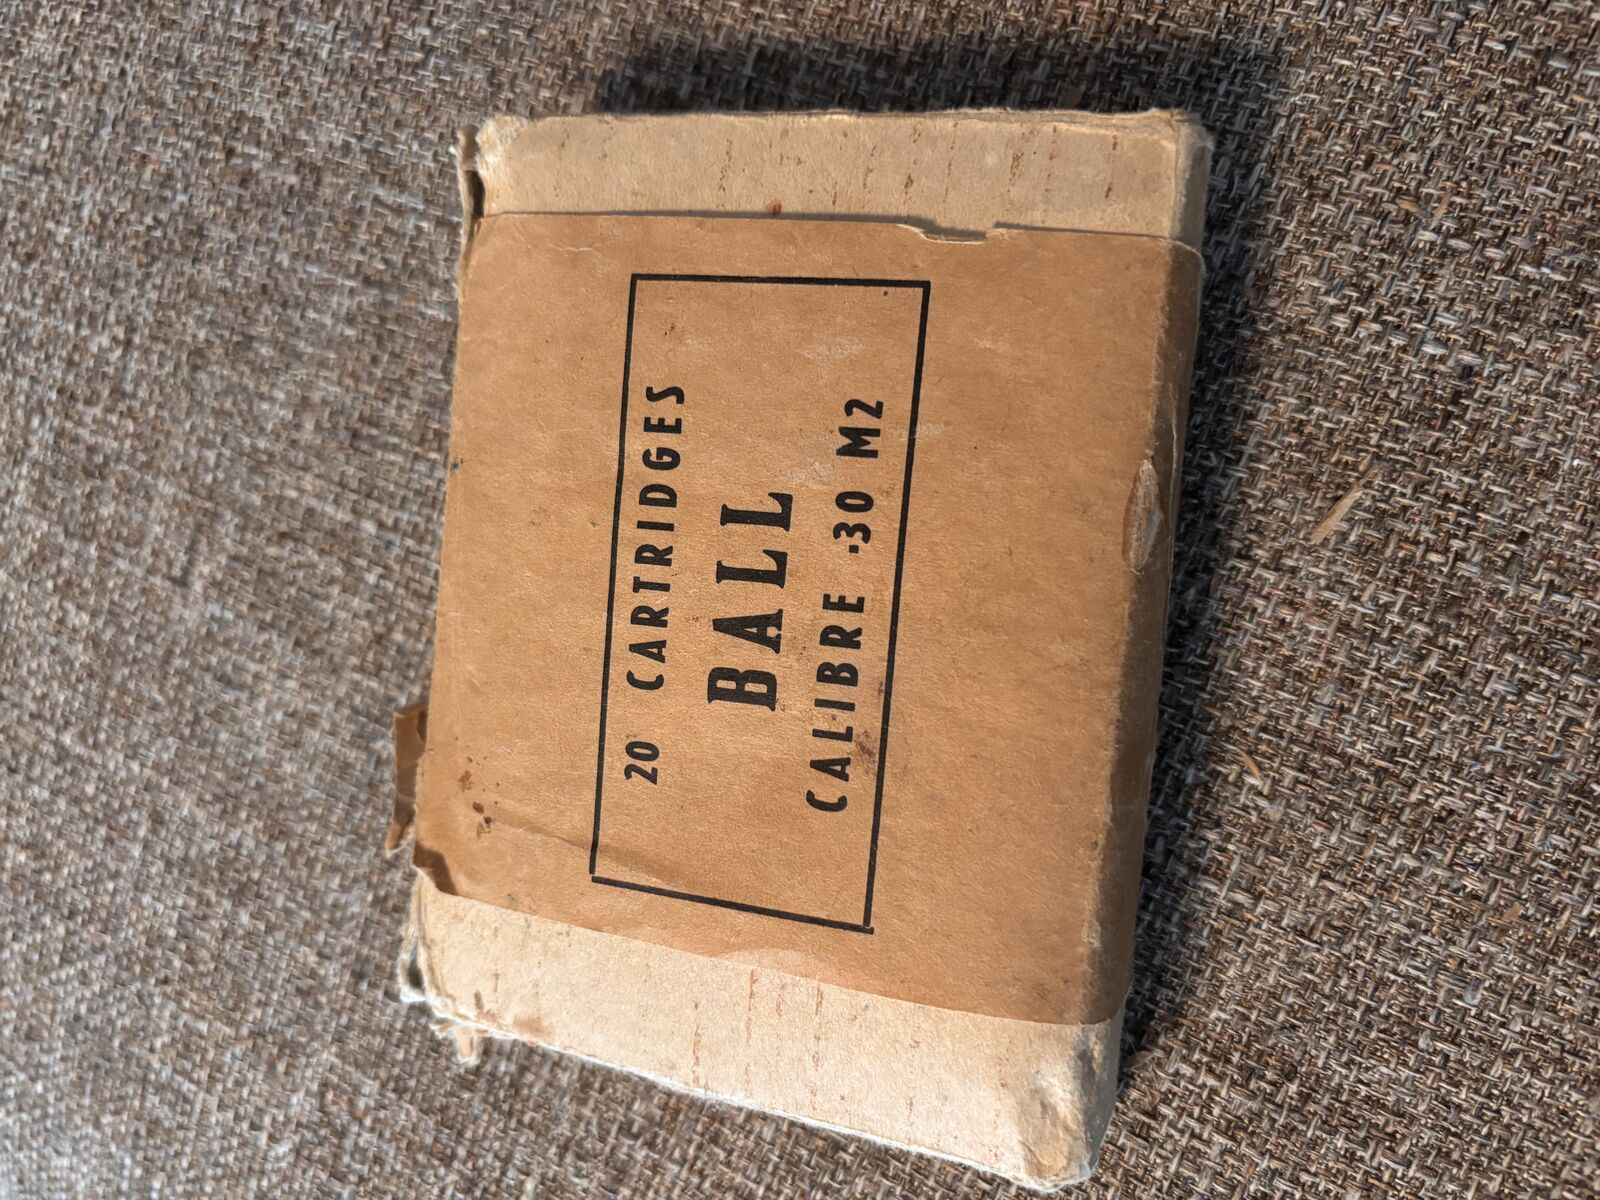 20 CARTRIDGES
BALL
CALIBRE .30 M2